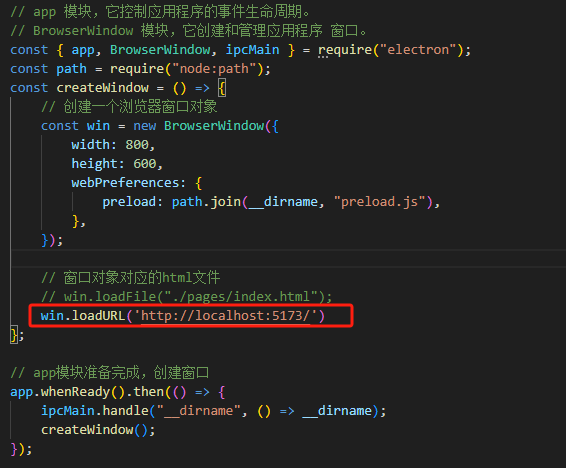 // app 模块，它控制应用程序的事件生命周期。
// BrowserWindow 模块，它创建和管理应用程序 窗口。
const { app, BrowserWindow, ipcMain } = require("electron");
const path = require("node:path");
const createWindow = () => {
    // 创建一个浏览器窗口对象
    const win = new BrowserWindow({
        width: 800,
        height: 600,
        webPreferences: {
            preload: path.join(__dirname, "preload.js"),
        },
    });

    // 窗口对象对应的html文件
    // win.loadFile("./pages/index.html");
    win.loadURL('http://localhost:5173/')
};

// app模块准备完成，创建窗口
app.whenReady().then(() => {
    ipcMain.handle("__dirname", () => __dirname);
    createWindow();
});